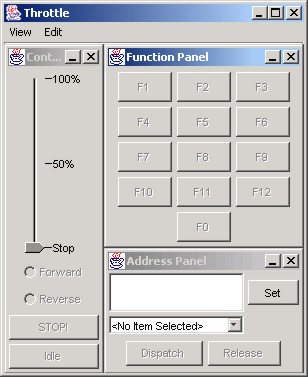 Throttle
View Edit
Cont...
100%
50%
Stop
Forward
Reverse
STOP!
Idle
Function Panel
F1 F2 F3
F4 F5 F6
F7 F8 F9
F10 F11 F12
F0
Address Panel
Set
<No Item Selected>
Dispatch Release